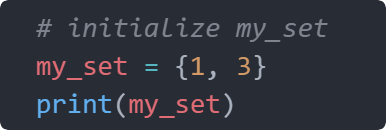 # initialize my_set
my_set = {1, 3}
print(my_set)